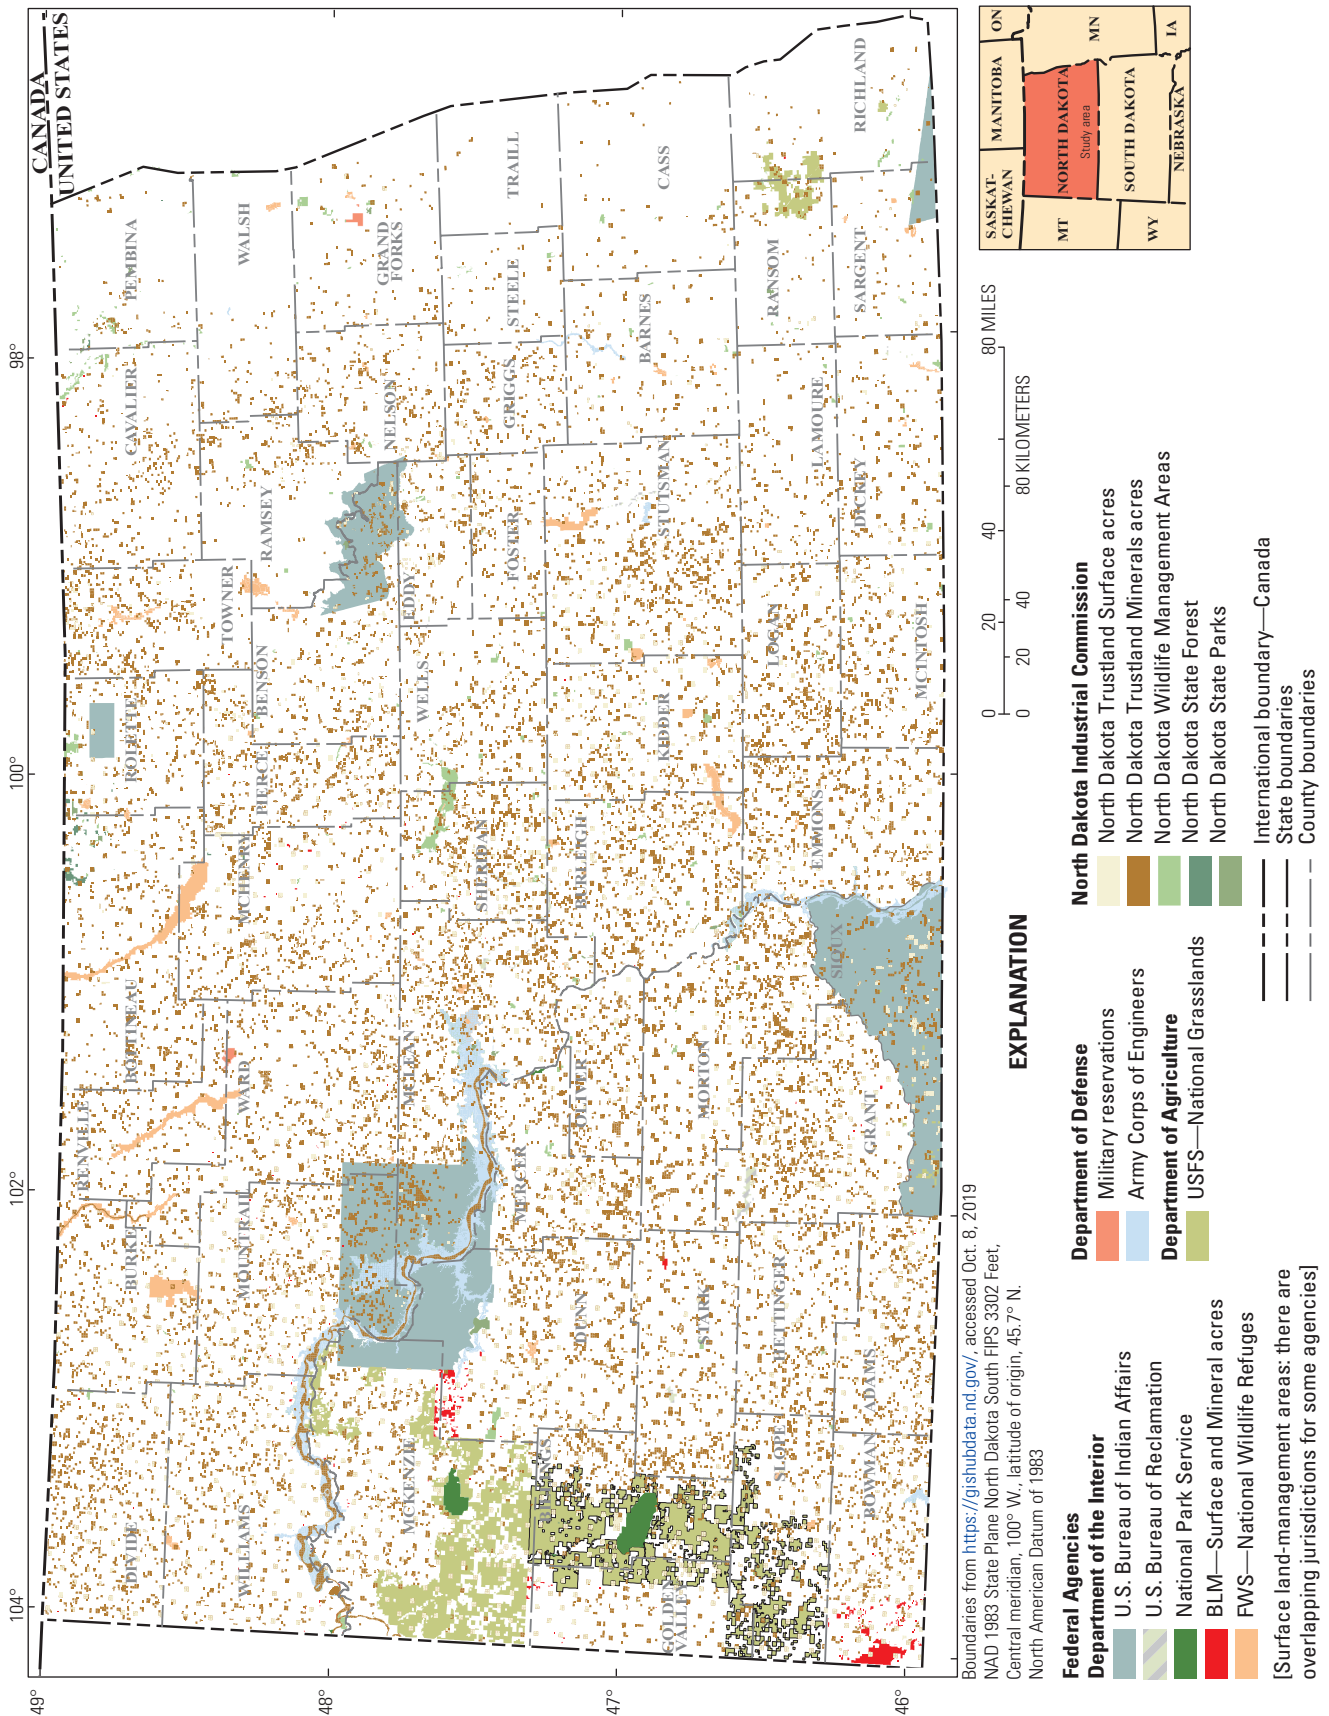 104°
102°
100°
98°
49°
48°
47°
46°
CANADA
UNITED STATES
DIVIDE
BURKE
RENVILLE
BOTTINEAU
ROLETTE
CAVALIER
PEMBINA
WILLIAMS
MOUNTRAIL
WARD
MCHENRY
PIERCE
BENSON
TOWNER
RAMSEY
WALSH
MCKENZIE
MCLEAN
WELLS
EDDY
NELSON
GRAND
FORKS
MERCER
SHERIDAN
FOSTER
GRIGGS
STEELE
TRAILL
BILLINGS
DUNN
OLIVER
BURLEIGH
GOLDEN
VALLEY
STARK
MORTON
KIDDER
STUTSMAN
BARNES
CASS
SLOPE
HETTINGER
EMMONS
LOGAN
LAMOURE
RANSOM
BOWMAN
ADAMS
GRANT
SIOUX
MCINTOSH
DICKEY
SARGENT
RICHLAND
Boundaries from https://gishubdata.nd.gov/, accessed Oct. 8, 2019
NAD 1983 State Plane North Dakota South FIPS 3302 Feet,
Central meridian, 100° W., latitude of origin, 45.7° N.
North American Datum of 1983
0 20 40 80 MILES
0 20 40 80 KILOMETERS
SASKAT-
CHEWAN
MANITOBA
ON
MT
NORTH DAKOTA
Study area
MN
WY
SOUTH DAKOTA
NEBRASKA
IA
EXPLANATION
Federal Agencies
Department of the Interior
U.S. Bureau of Indian Affairs
U.S. Bureau of Reclamation
National Park Service
BLM—Surface and Mineral acres
FWS—National Wildlife Refuges
[Surface land-management areas: there are
overlapping jurisdictions for some agencies]
Department of Defense
Military reservations
Army Corps of Engineers
Department of Agriculture
USFS—National Grasslands
North Dakota Industrial Commission
North Dakota Trustland Surface acres
North Dakota Trustland Minerals acres
North Dakota Wildlife Management Areas
North Dakota State Forest
North Dakota State Parks
International boundary—Canada
State boundaries
County boundaries